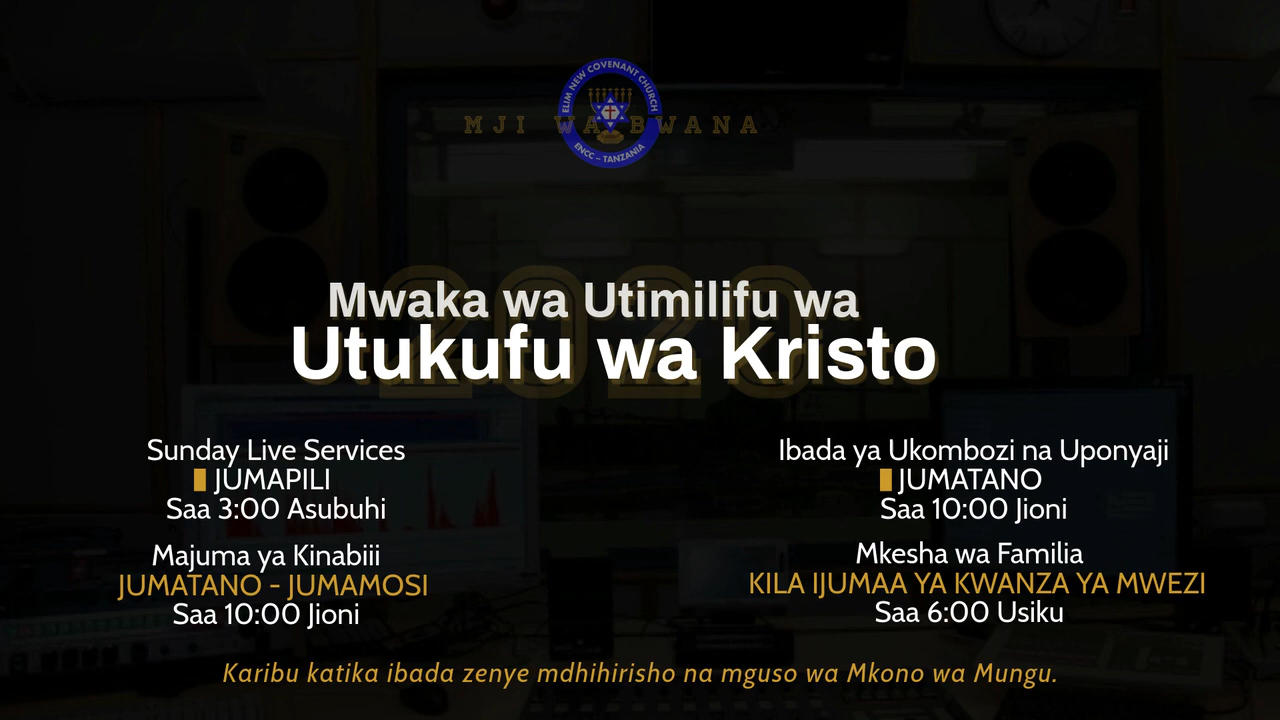 ELIM NEW COVENANT CHURCH
MJI WA BWANA
ENCC – TANZANIA
2020
Mwaka wa Utimilifu wa
Utukufu wa Kristo
Sunday Live Services
JUMAPILI
Saa 3:00 Asubuhi
Majuma ya Kinabiii
JUMATANO - JUMAMOSI
Saa 10:00 Jioni
Ibada ya Ukombozi na Uponyaji
JUMATANO
Saa 10:00 Jioni
Mkesha wa Familia
KILA IJUMAA YA KWANZA YA MWEZI
Saa 6:00 Usiku
Karibu katika ibada zenye mdhihirisho na mguso wa Mkono wa Mungu.